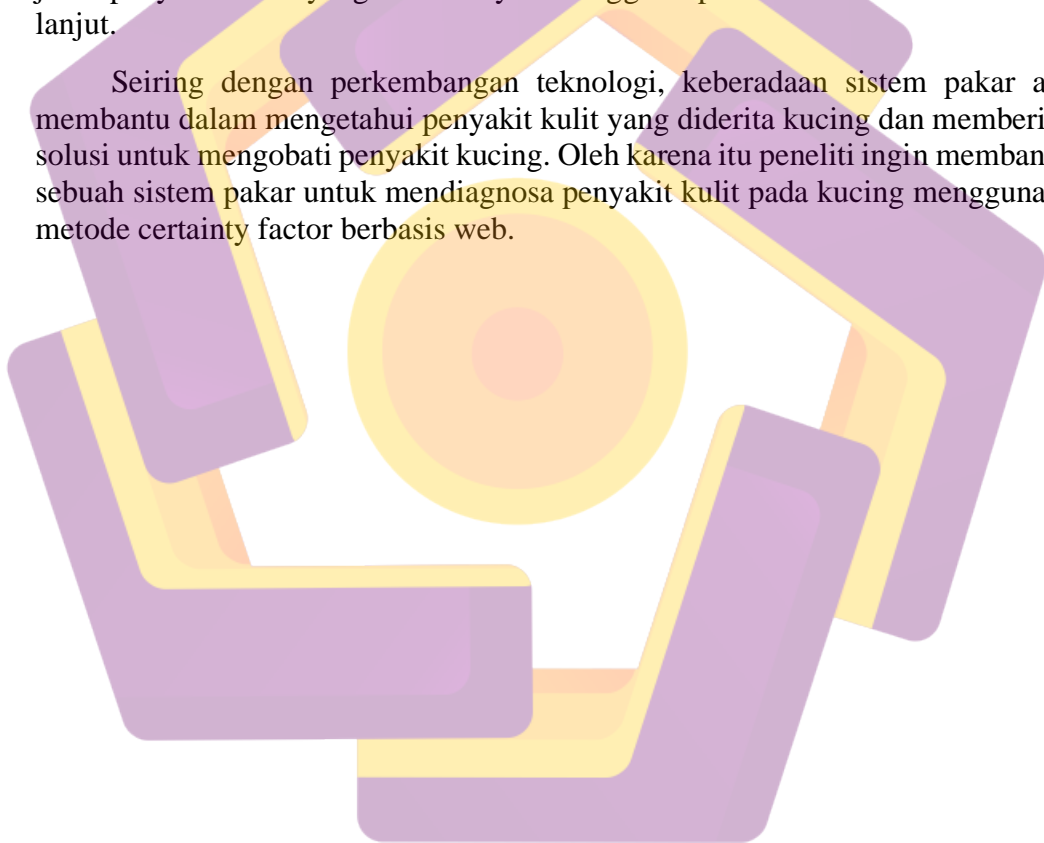 lanjut.
Seiring dengan perkembangan teknologi, keberadaan sistem pakar a
membantu dalam mengetahui penyakit kulit yang diderita kucing dan memberi
solusi untuk mengobati penyakit kucing. Oleh karena itu peneliti ingin memban
sebuah sistem pakar untuk mendiagnosa penyakit kulit pada kucing mengguna
metode certainty factor berbasis web.